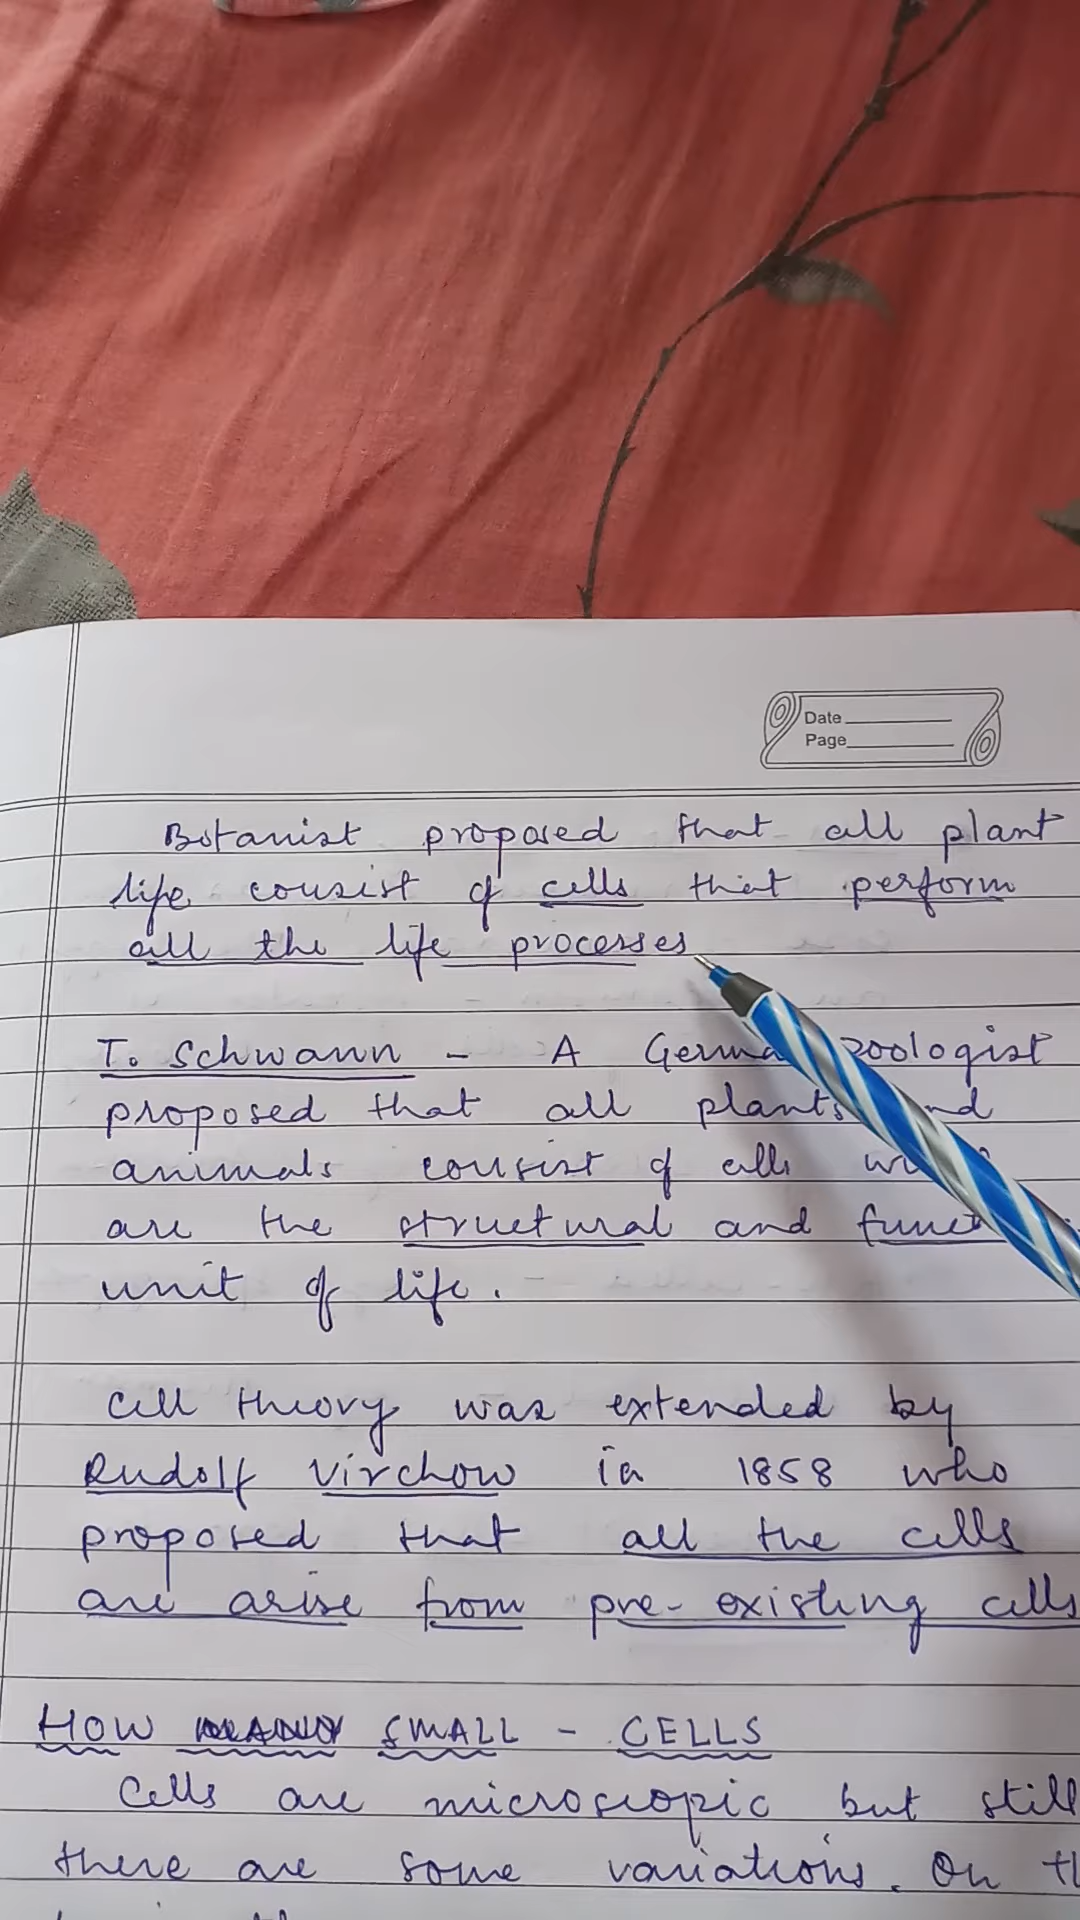 Date
Page
Botanist proposed that all plant
life consist of cells that perform
all the life processes
T. Schwann - A German zoologist
proposed that all plants and
animals consist of cells
are the structural and funct
unit of life.
Cell theory was extended by
Rudolf Virchow in 1858 who
proposed that all the cells
are arise from pre-existing cells
HOW SMALL - CELLS
Cells are microscopic but still
there are some variations. On